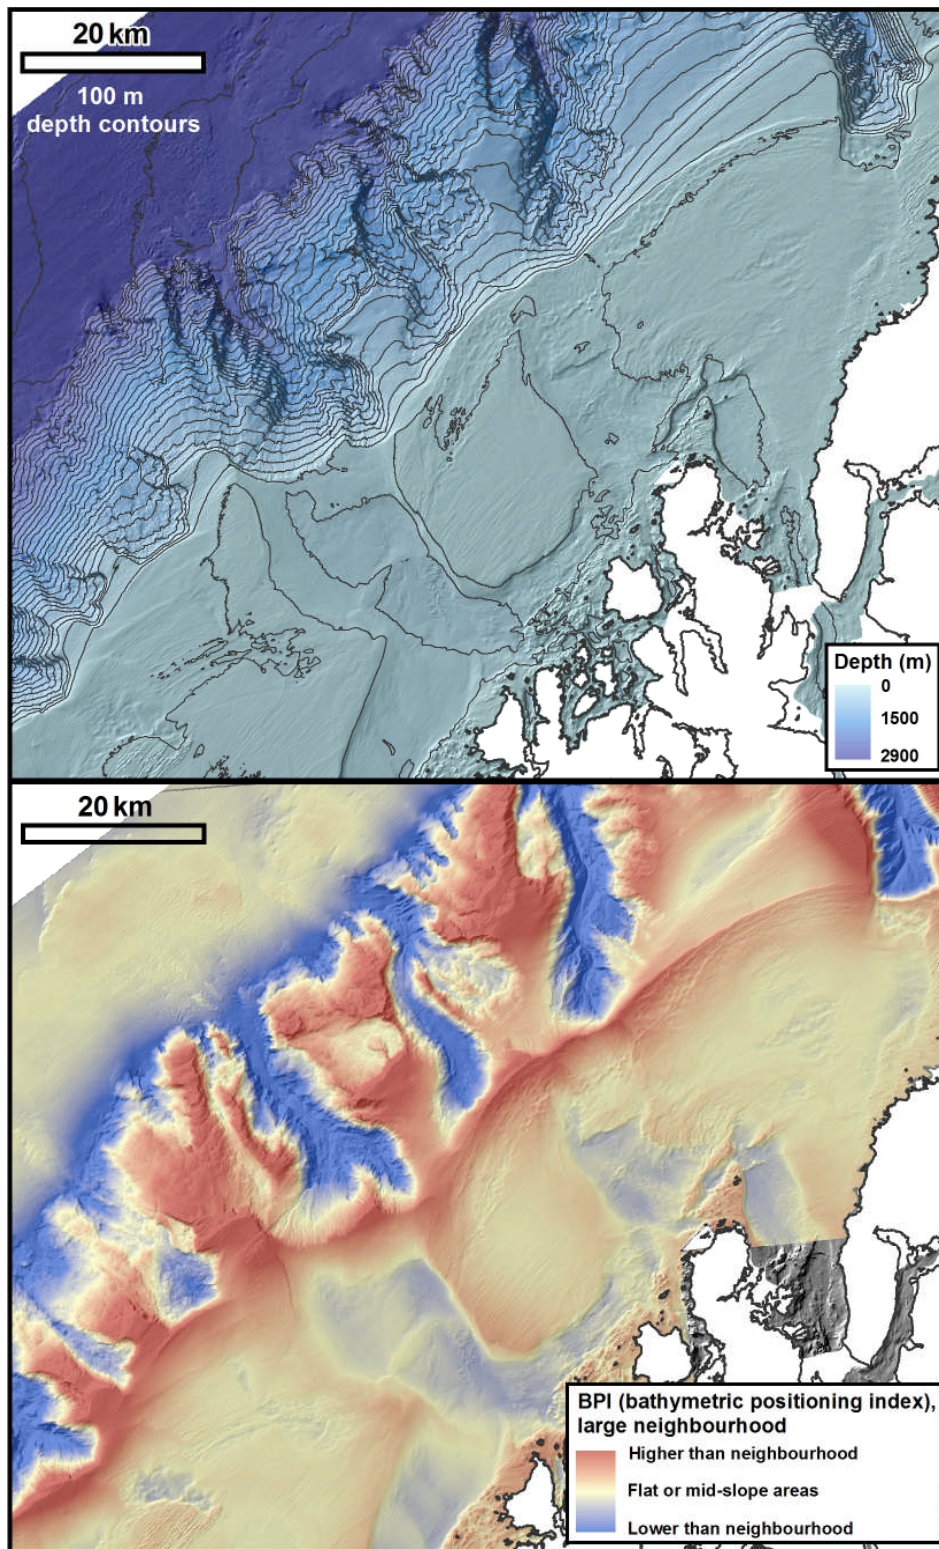 20 km
100 m
depth contours
Depth (m)
0
1500
2900
20 km
BPI (bathymetric positioning index),
large neighbourhood
Higher than neighbourhood
Flat or mid-slope areas
Lower than neighbourhood